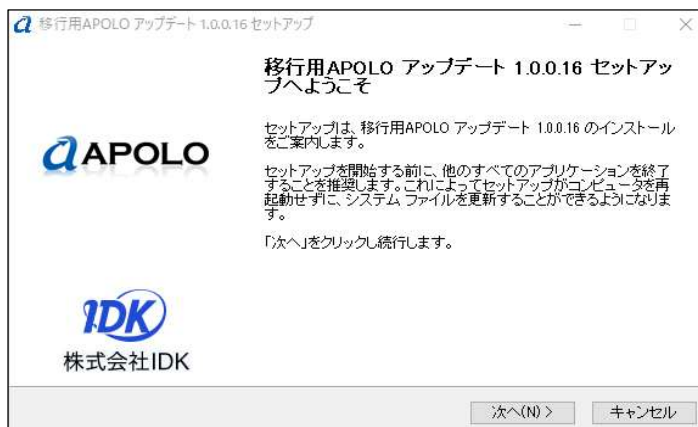 移行用APOLO アップデート 1.0.0.16 セットアップ
移行用APOLO アップデート 1.0.0.16 セットアッ
プへようこそ
セットアップは、移行用APOLO アップデート 1.0.0.16 のインストール
をご案内します。
セットアップを開始する前に、他のすべてのアプリケーションを終了
することを推奨します。これによってセットアップがコンピュータを再
起動せずに、システム ファイルを更新することができるようになりま
す。
「次へ」をクリックし続行します。
APOLO
IDK
株式会社IDK
次へ(N) >
キャンセル